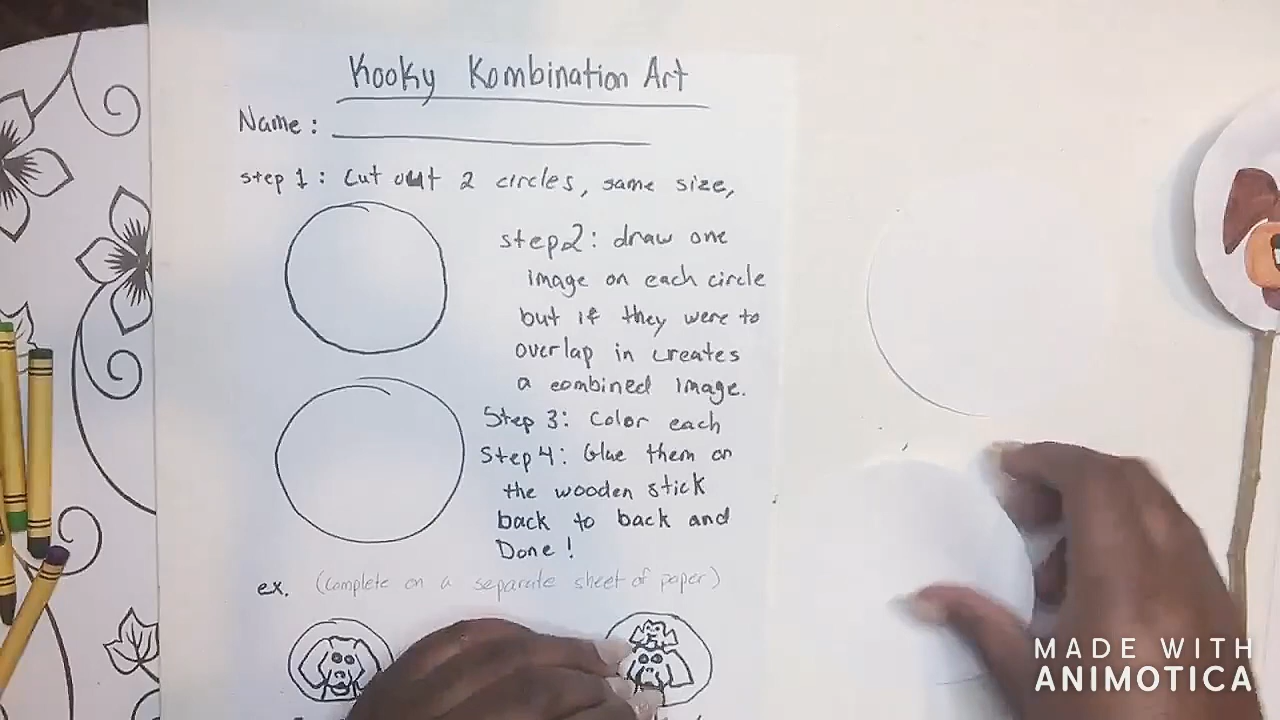 Kooky Kombination Art
Name:
step 1: Cut out 2 circles, same size,
step2: draw one
image on each circle
but if they were to
overlap in creates
a combined image.
Step 3: Color each
Step 4: Glue them on
the wooden stick
back to back and
Done!
ex. (Complete on a separate sheet of paper)
MADE WITH
ANIMOTICA